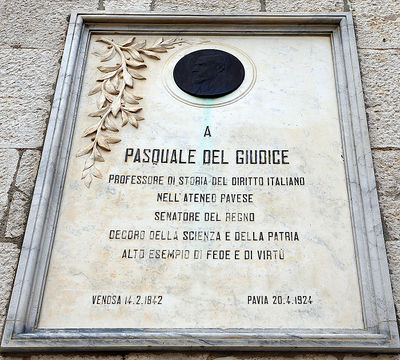 A
PASQUALE DEL GIUDICE
PROFESSORE DI STORIA DEL DIRITTO ITALIANO
NELL'ATENEO PAVESE
SENATORE DEL REGNO
DECORO DELLA SCIENZA E DELLA PATRIA
ALTO ESEMPIO DI FEDE E DI VIRTÙ
VENOSA 14.2.1842 PAVIA 20.4.1924